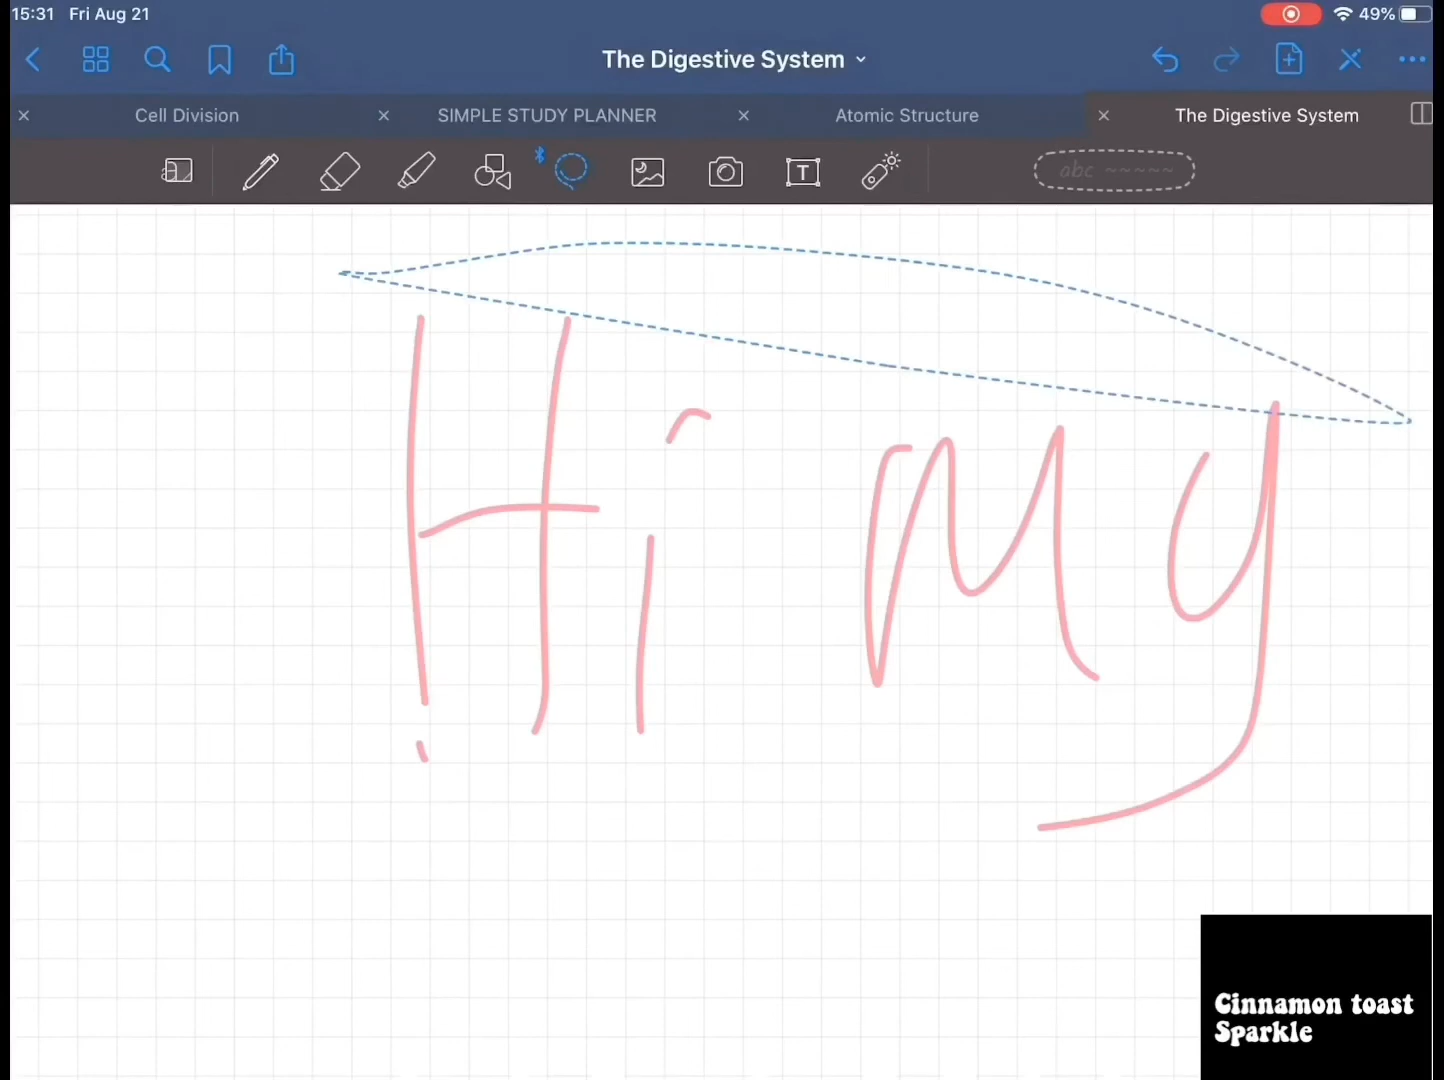 15:31 Fri Aug 21 49%
The Digestive System
Cell Division SIMPLE STUDY PLANNER Atomic Structure The Digestive System
T abc
Hi my
Cinnamon toast
Sparkle